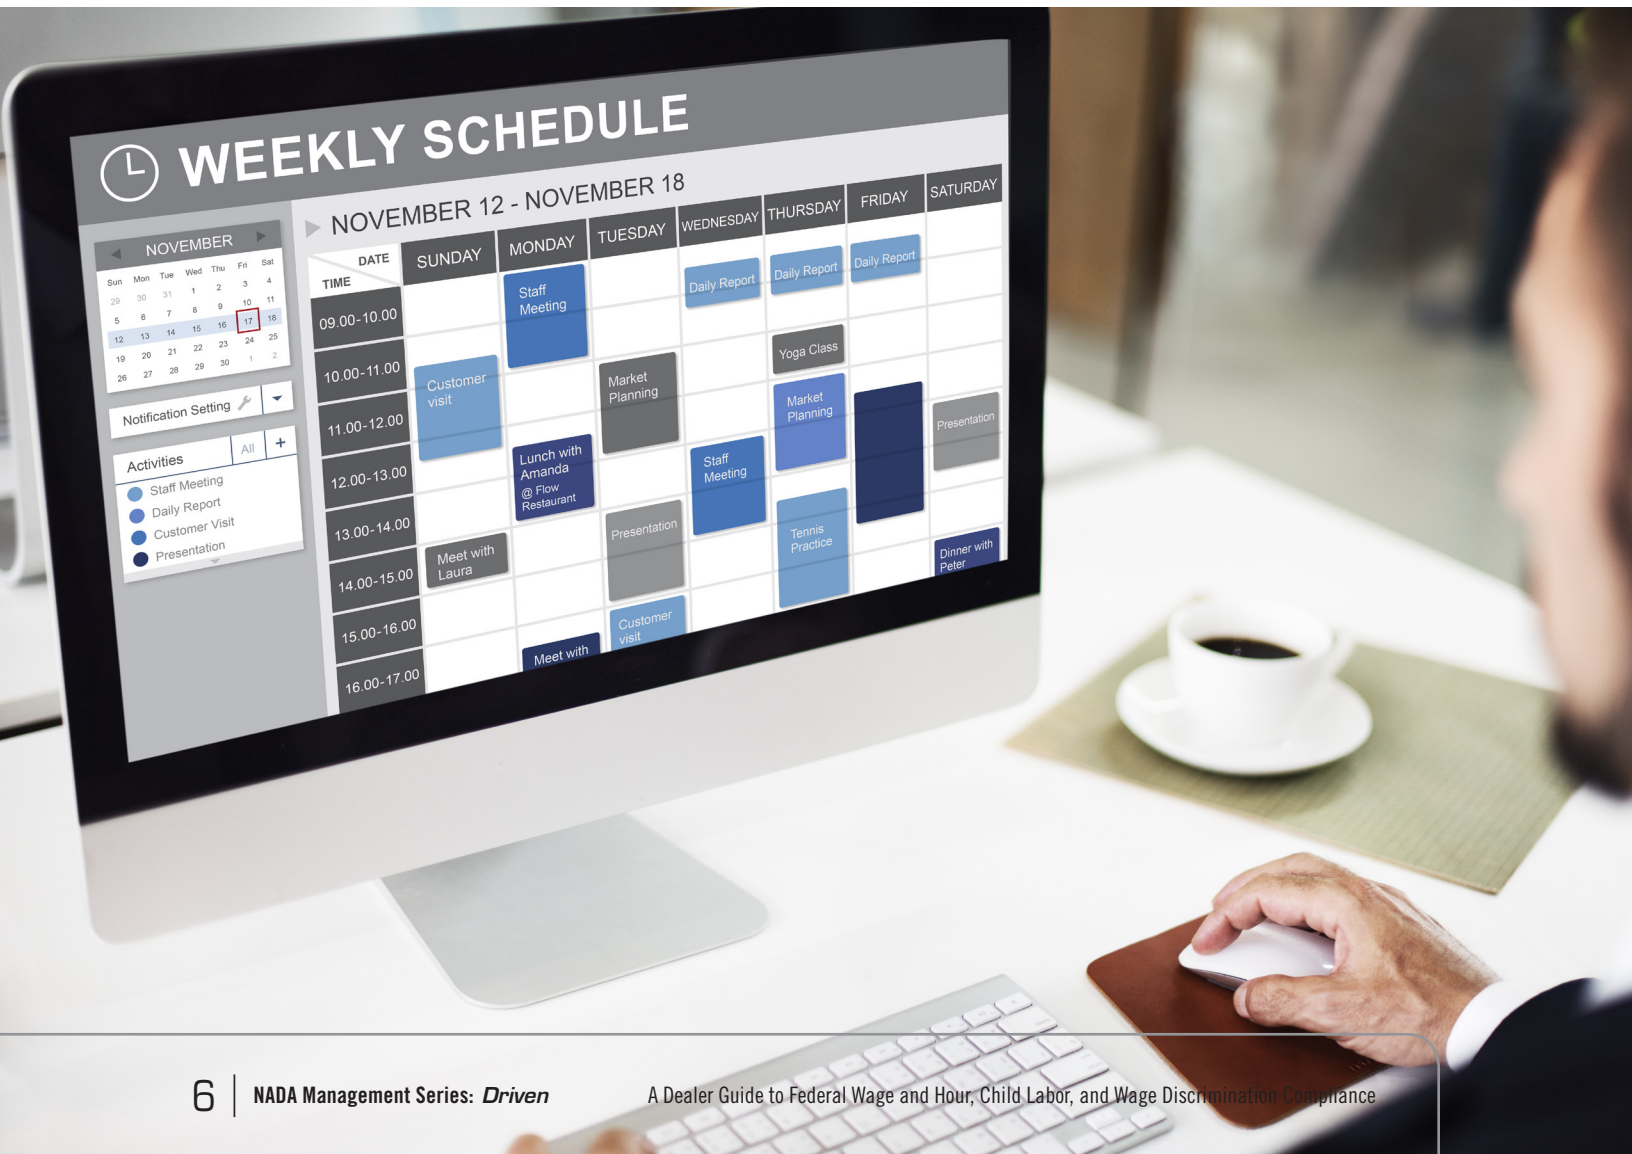 WEEKLY SCHEDULE
NOVEMBER 12 - NOVEMBER 18
NOVEMBER
Sun Mon Tue Wed Thu Fri Sat
29 30 31 1 2 3 4
5 6 7 8 9 10 11
12 13 14 15 16 17 18
19 20 21 22 23 24 25
26 27 28 29 30 1 2
Notification Setting
Activities All +
Staff Meeting
Daily Report
Customer Visit
Presentation
DATE
TIME
SUNDAY MONDAY TUESDAY WEDNESDAY THURSDAY FRIDAY SATURDAY
09.00-10.00
10.00-11.00
11.00-12.00
12.00-13.00
13.00-14.00
14.00-15.00
15.00-16.00
16.00-17.00
Customer
visit
Meet with
Laura
Staff
Meeting
Lunch with
Amanda
@ Flow
Restaurant
Meet with
Market
Planning
Presentation
Customer
visit
Daily Report
Staff
Meeting
Daily Report
Yoga Class
Market
Planning
Tennis
Practice
Daily Report
Presentation
Dinner with
Peter
6 NADA Management Series: Driven A Dealer Guide to Federal Wage and Hour, Child Labor, and Wage Discrimination Compliance